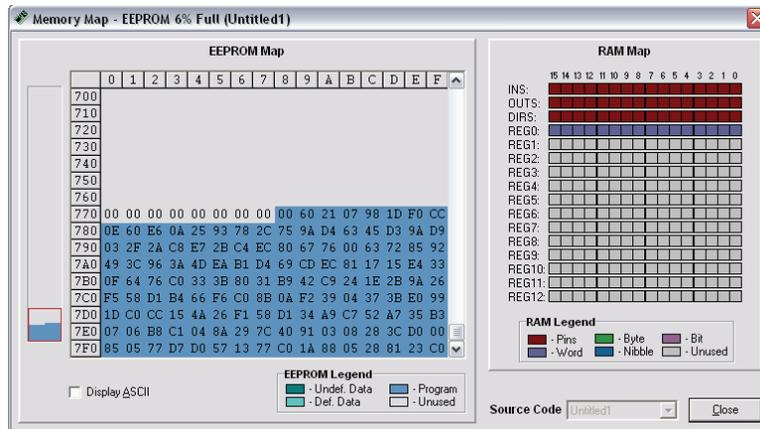 Memory Map - EEPROM 6% Full (Untitled1)
EEPROM Map
0 1 2 3 4 5 6 7 8 9 A B C D E F
700
710
720
730
740
750
760
770 00 00 00 00 00 00 00 00 00 60 21 07 98 1D F0 CC
780 0E 60 E6 0A 25 93 78 2C 75 9A D4 63 45 D3 9A D9
790 03 2F 2A C8 E7 2B C4 EC 80 67 76 00 63 72 85 92
7A0 49 3C 96 3A 4D EA B1 D4 69 CD EC 81 17 15 E4 33
7B0 0F 64 76 C0 33 3B 80 31 B9 42 C9 24 1E 2B 9A 26
7C0 F5 58 D1 B4 66 F6 C0 8B 0A F2 39 04 37 3B E0 99
7D0 1D C0 CC 15 4A 26 F1 58 D1 34 A9 C7 52 A7 35 B3
7E0 07 06 B8 C1 04 8A 29 7C 40 91 03 08 28 3C D0 00
7F0 85 05 77 D7 D0 57 13 77 C0 1A 88 05 28 81 23 C0
Display ASCII
EEPROM Legend
- Undef. Data - Program
- Def. Data - Unused
RAM Map
15 14 13 12 11 10 9 8 7 6 5 4 3 2 1 0
INS:
OUTS:
DIRS:
REG0:
REG1:
REG2:
REG3:
REG4:
REG5:
REG6:
REG7:
REG8:
REG9:
REG10:
REG11:
REG12:
RAM Legend
- Pins - Byte - Bit
- Word - Nibble - Unused
Source Code Untitled1 Close